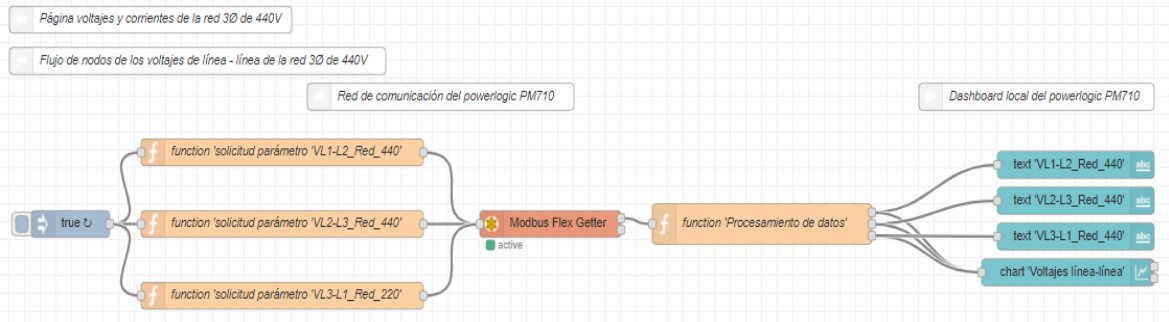 Página voltajes y corrientes de la red 3Ø de 440V
Flujo de nodos de los voltajes de línea - línea de la red 3Ø de 440V
Red de comunicación del powerlogic PM710
Dashboard local del powerlogic PM710
function 'solicitud parámetro 'VL1-L2_Red_440'
text 'VL1-L2_Red_440'
abc
text 'VL2-L3_Red_440'
abc
true ↻
function 'solicitud parámetro 'VL2-L3_Red_440'
Modbus Flex Getter
active
function 'Procesamiento de datos'
text 'VL3-L1_Red_440'
abc
chart 'Voltajes línea-línea'
function 'solicitud parámetro 'VL3-L1_Red_220'